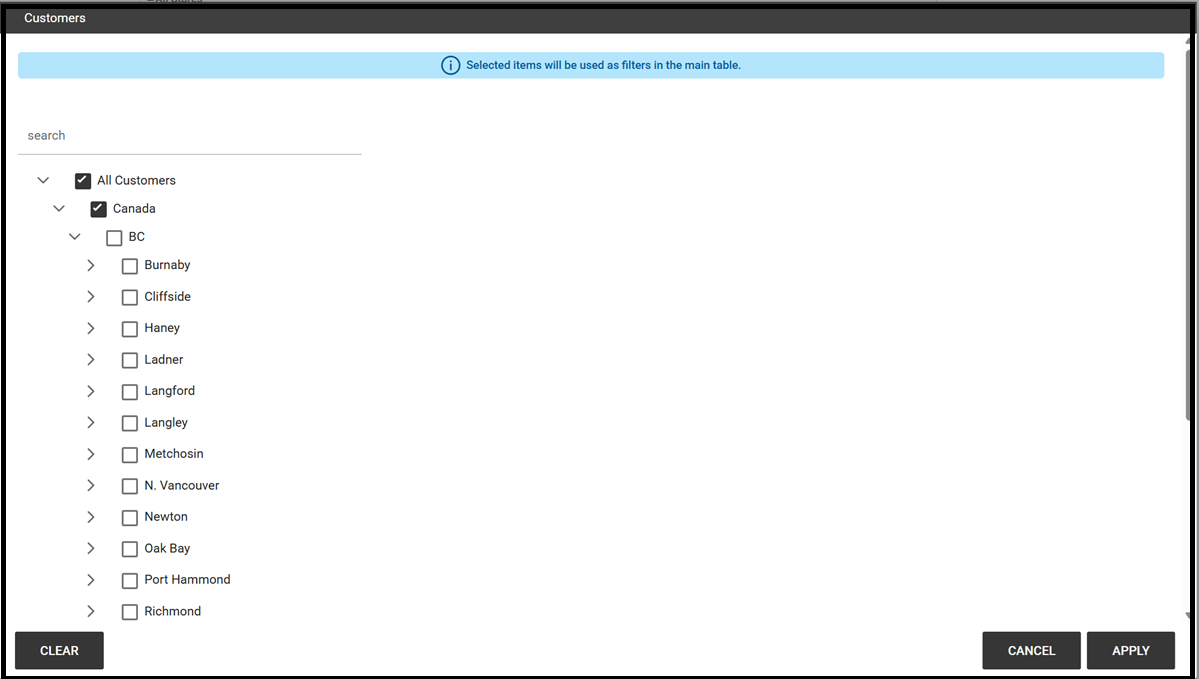 Customers
Selected items will be used as filters in the main table.
search
All Customers
Canada
BC
Burnaby
Cliffside
Haney
Ladner
Langford
Langley
Metchosin
N. Vancouver
Newton
Oak Bay
Port Hammond
Richmond
CLEAR CANCEL APPLY